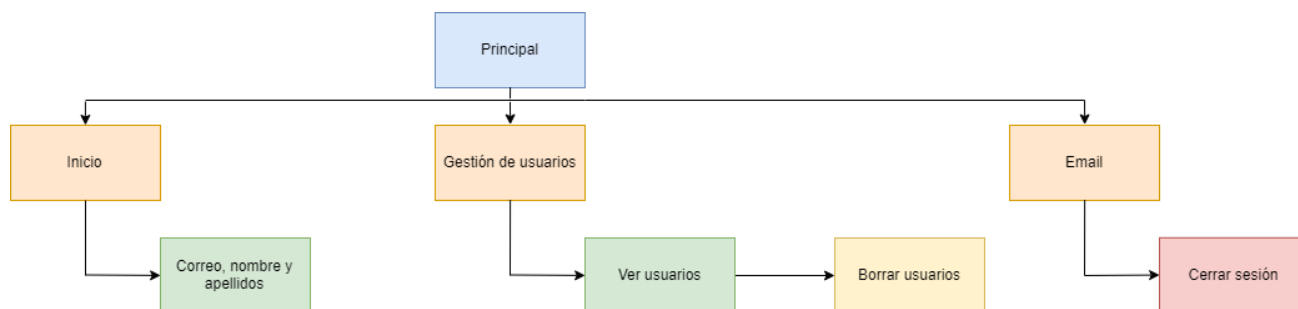 Principal
Inicio
Gestión de usuarios
Email
Correo, nombre y
apellidos
Ver usuarios
Borrar usuarios
Cerrar sesión